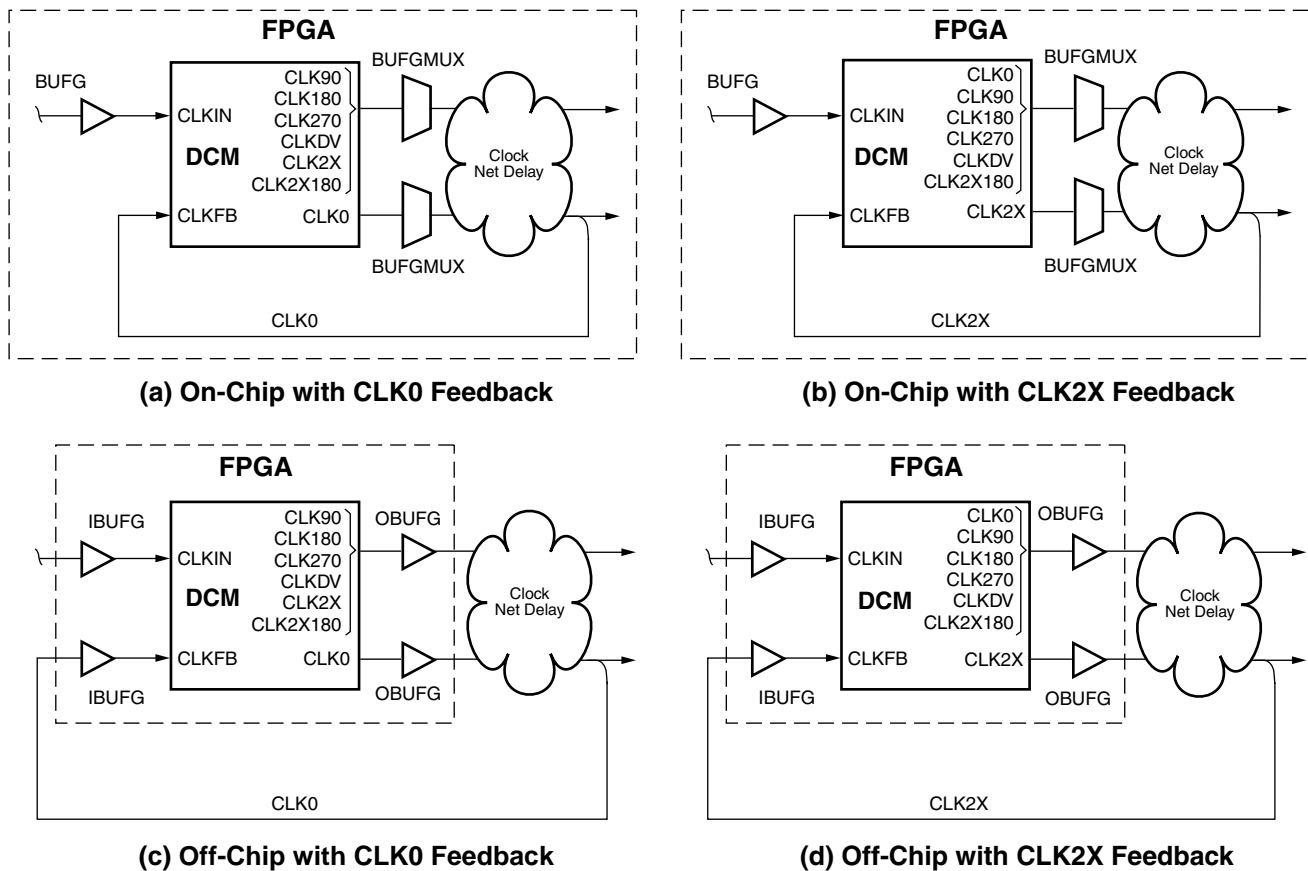 FPGA
BUFG
CLKIN
DCM
CLKFB
CLK90
CLK180
CLK270
CLKDV
CLK2X
CLK2X180
CLK0
BUFGMUX
BUFGMUX
Clock
Net Delay
CLK0
(a) On-Chip with CLK0 Feedback
FPGA
BUFG
CLKIN
DCM
CLKFB
CLK0
CLK90
CLK180
CLK270
CLKDV
CLK2X180
CLK2X
BUFGMUX
BUFGMUX
Clock
Net Delay
CLK2X
(b) On-Chip with CLK2X Feedback
FPGA
IBUFG
IBUFG
CLKIN
DCM
CLKFB
CLK90
CLK180
CLK270
CLKDV
CLK2X
CLK2X180
CLK0
OBUFG
OBUFG
Clock
Net Delay
CLK0
(c) Off-Chip with CLK0 Feedback
FPGA
IBUFG
IBUFG
CLKIN
DCM
CLKFB
CLK0
CLK90
CLK180
CLK270
CLKDV
CLK2X180
CLK2X
OBUFG
OBUFG
Clock
Net Delay
CLK2X
(d) Off-Chip with CLK2X Feedback